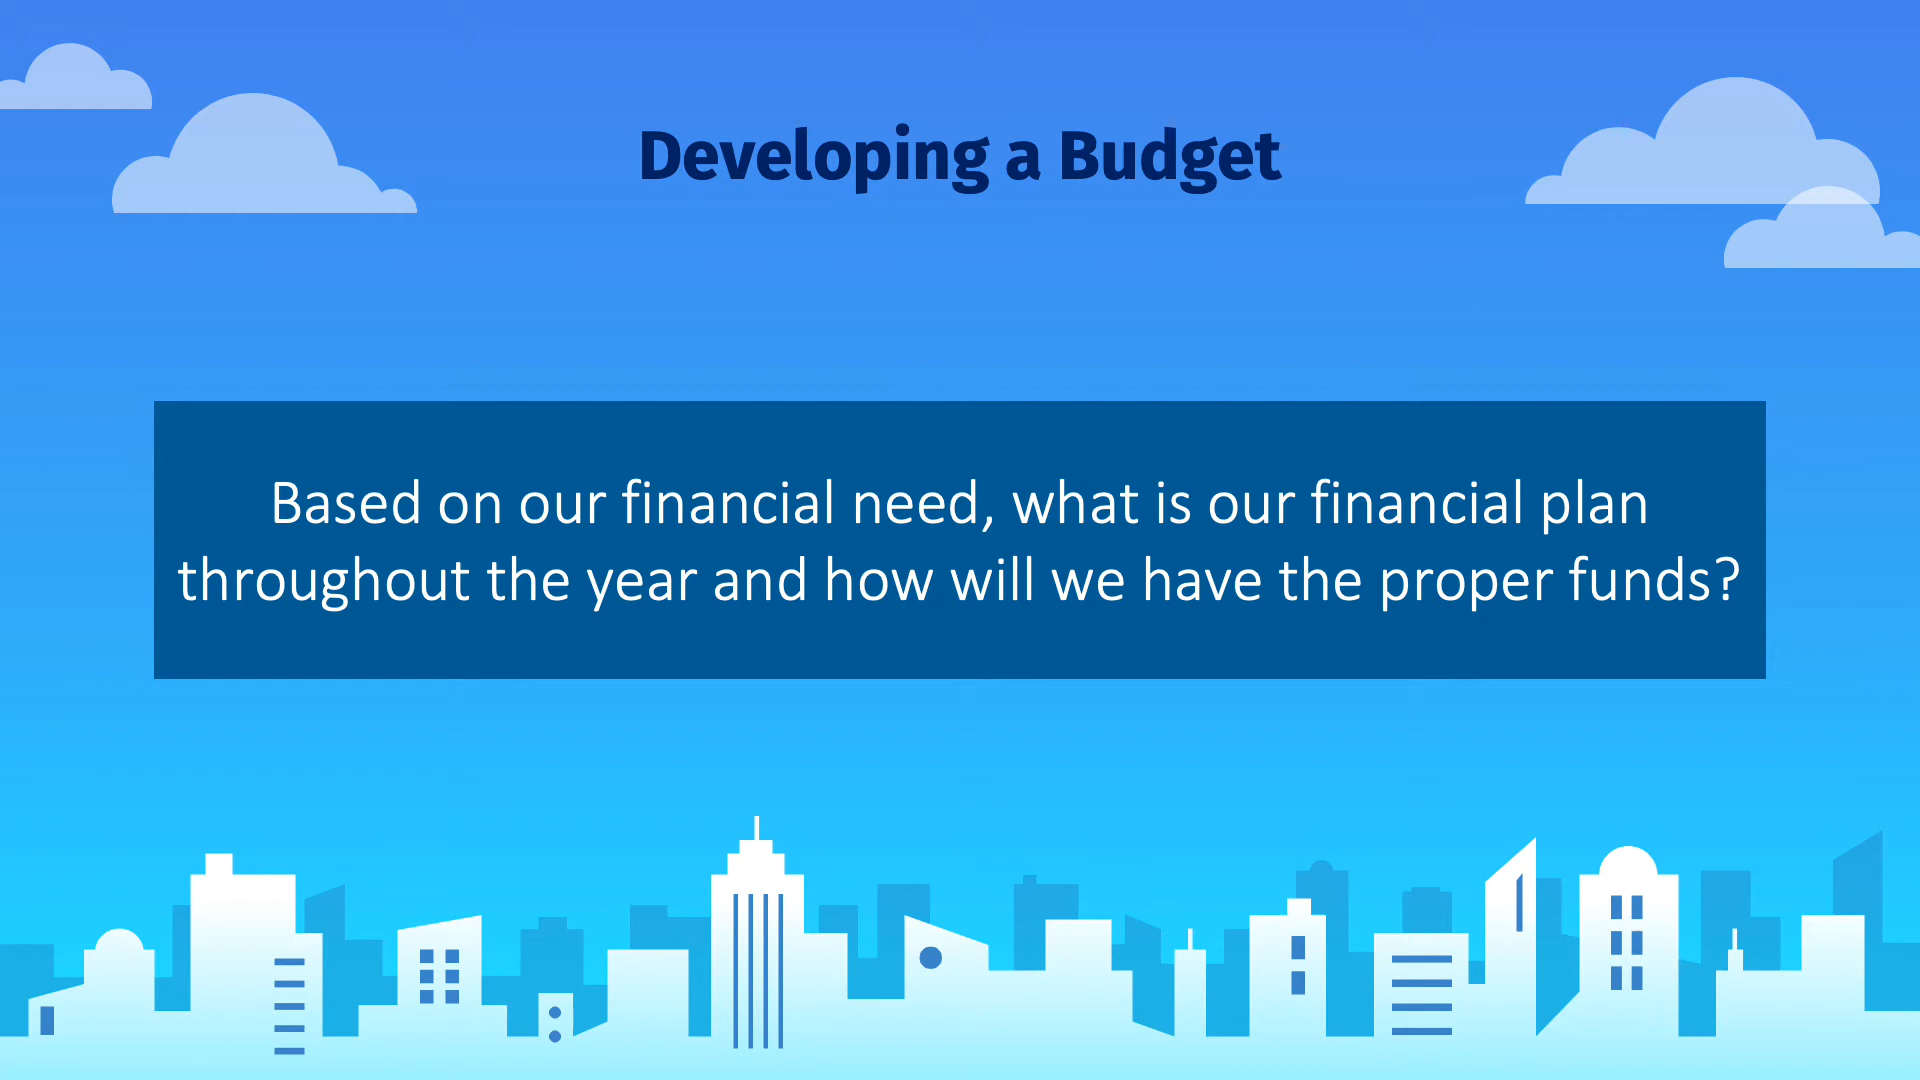 Developing a Budget
Based on our financial need, what is our financial plan
throughout the year and how will we have the proper funds?